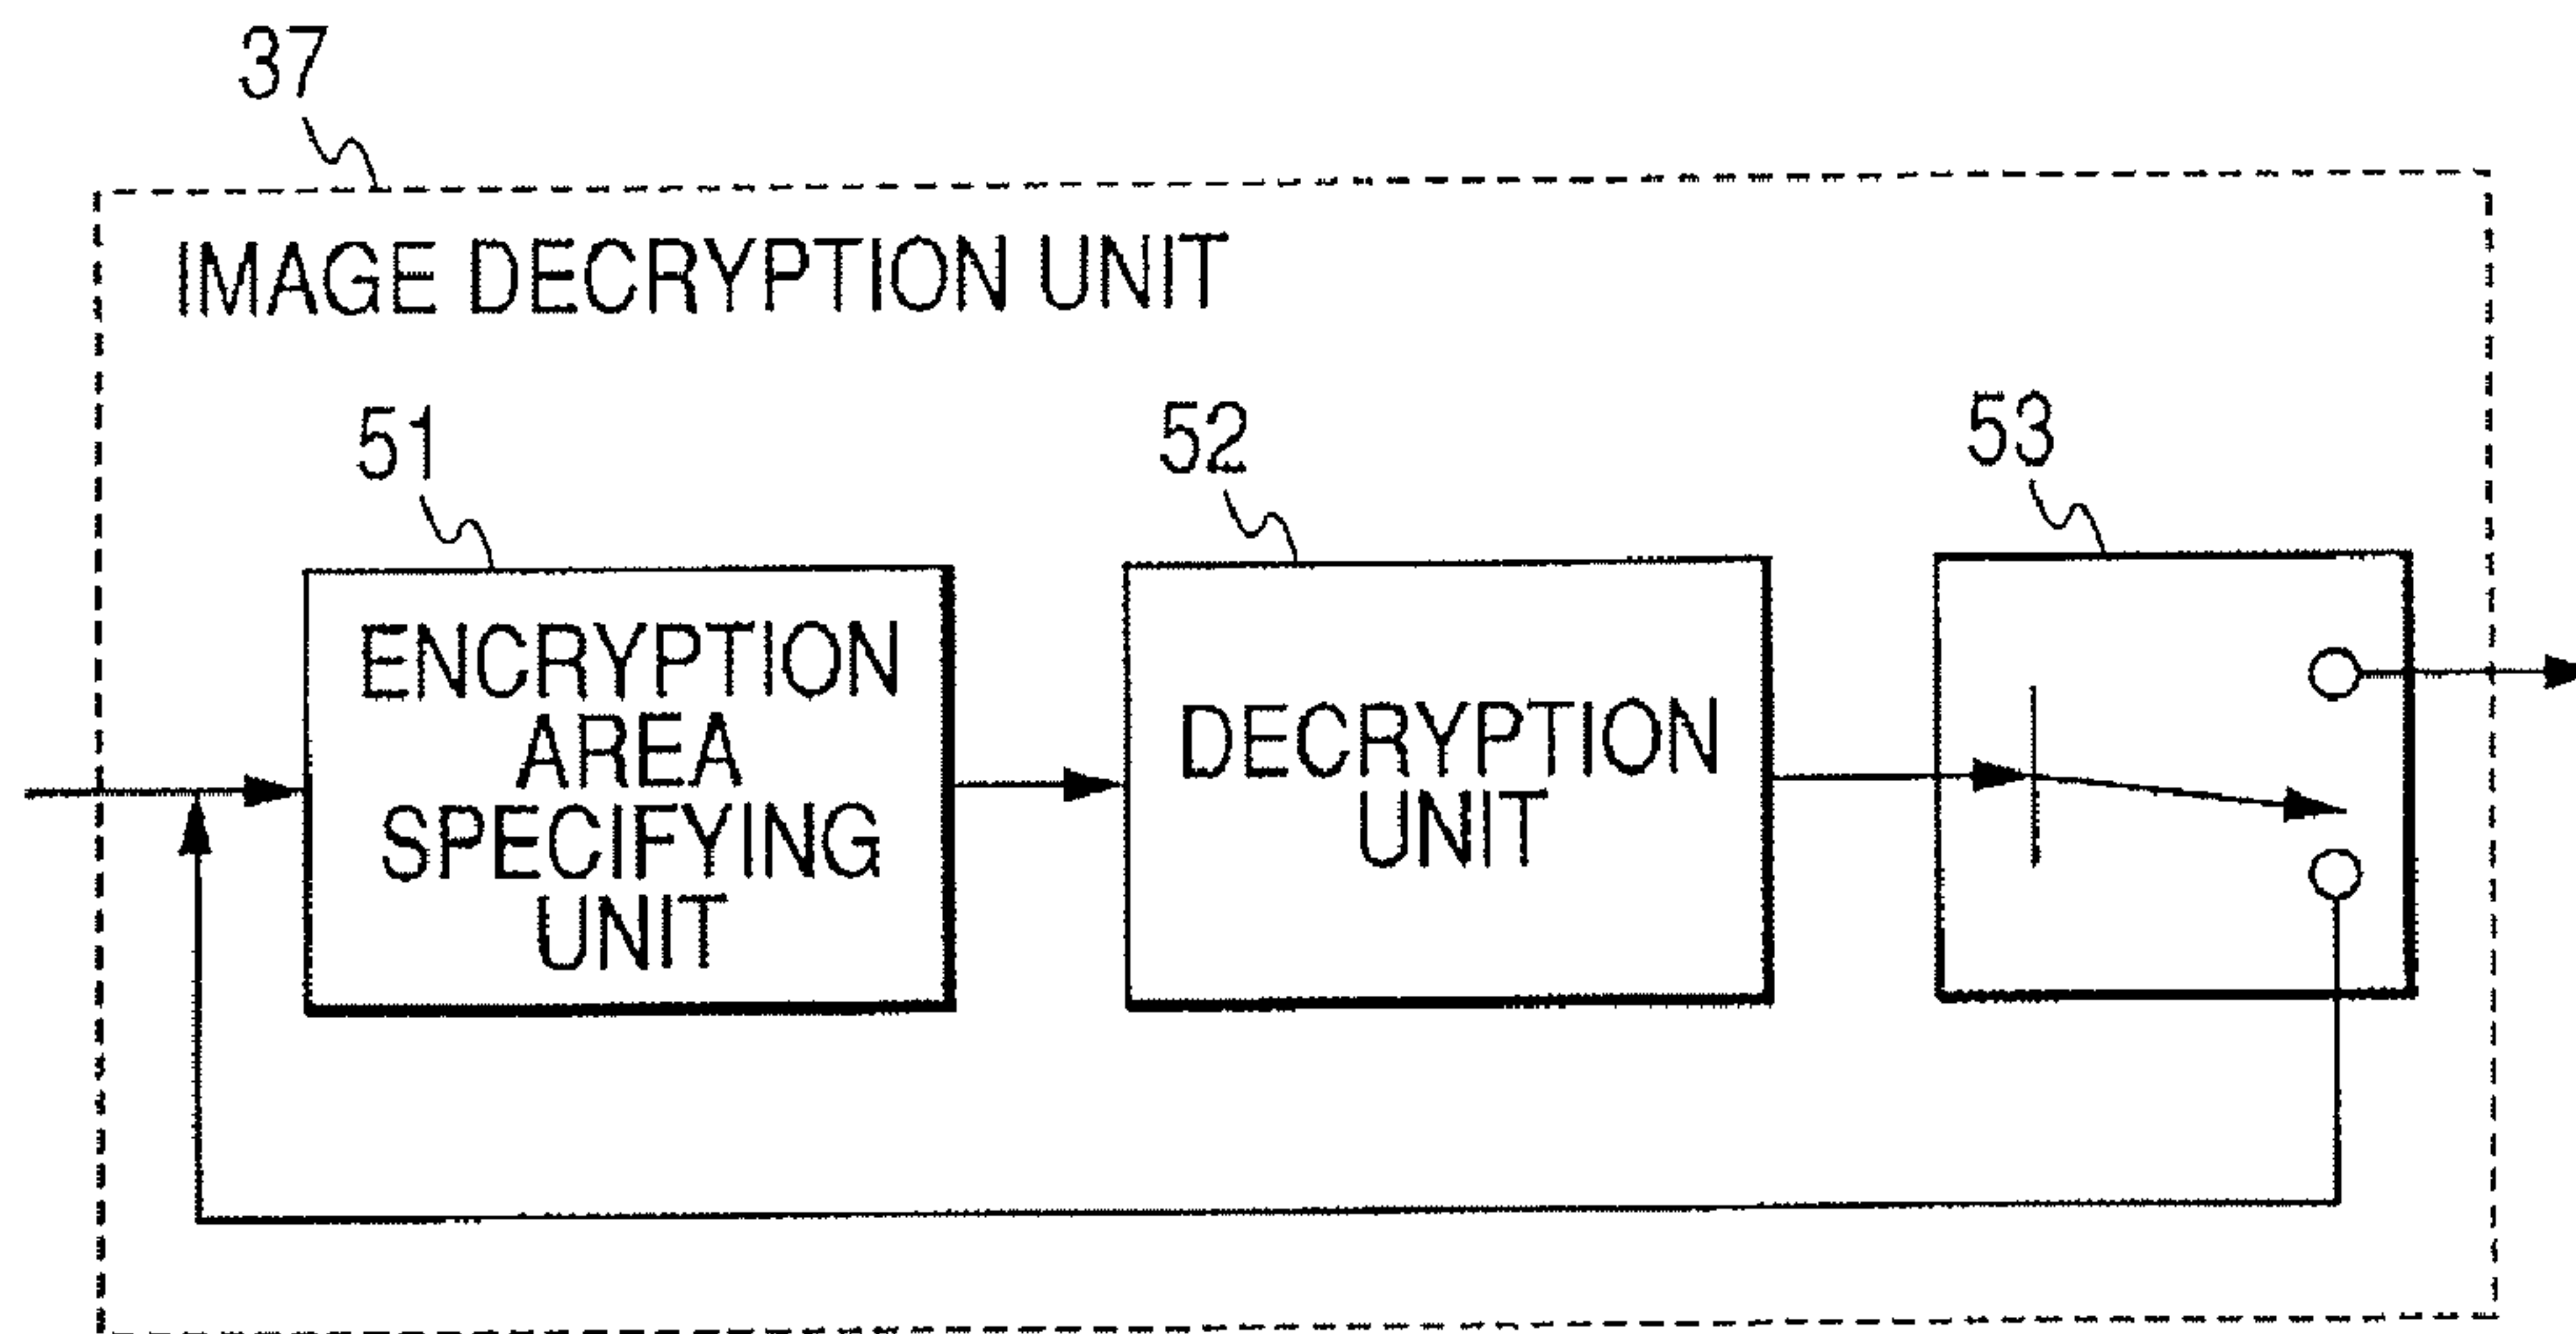 37
IMAGE DECRYPTION UNIT
51
52
53
ENCRYPTION
AREA
SPECIFYING
UNIT
DECRYPTION
UNIT